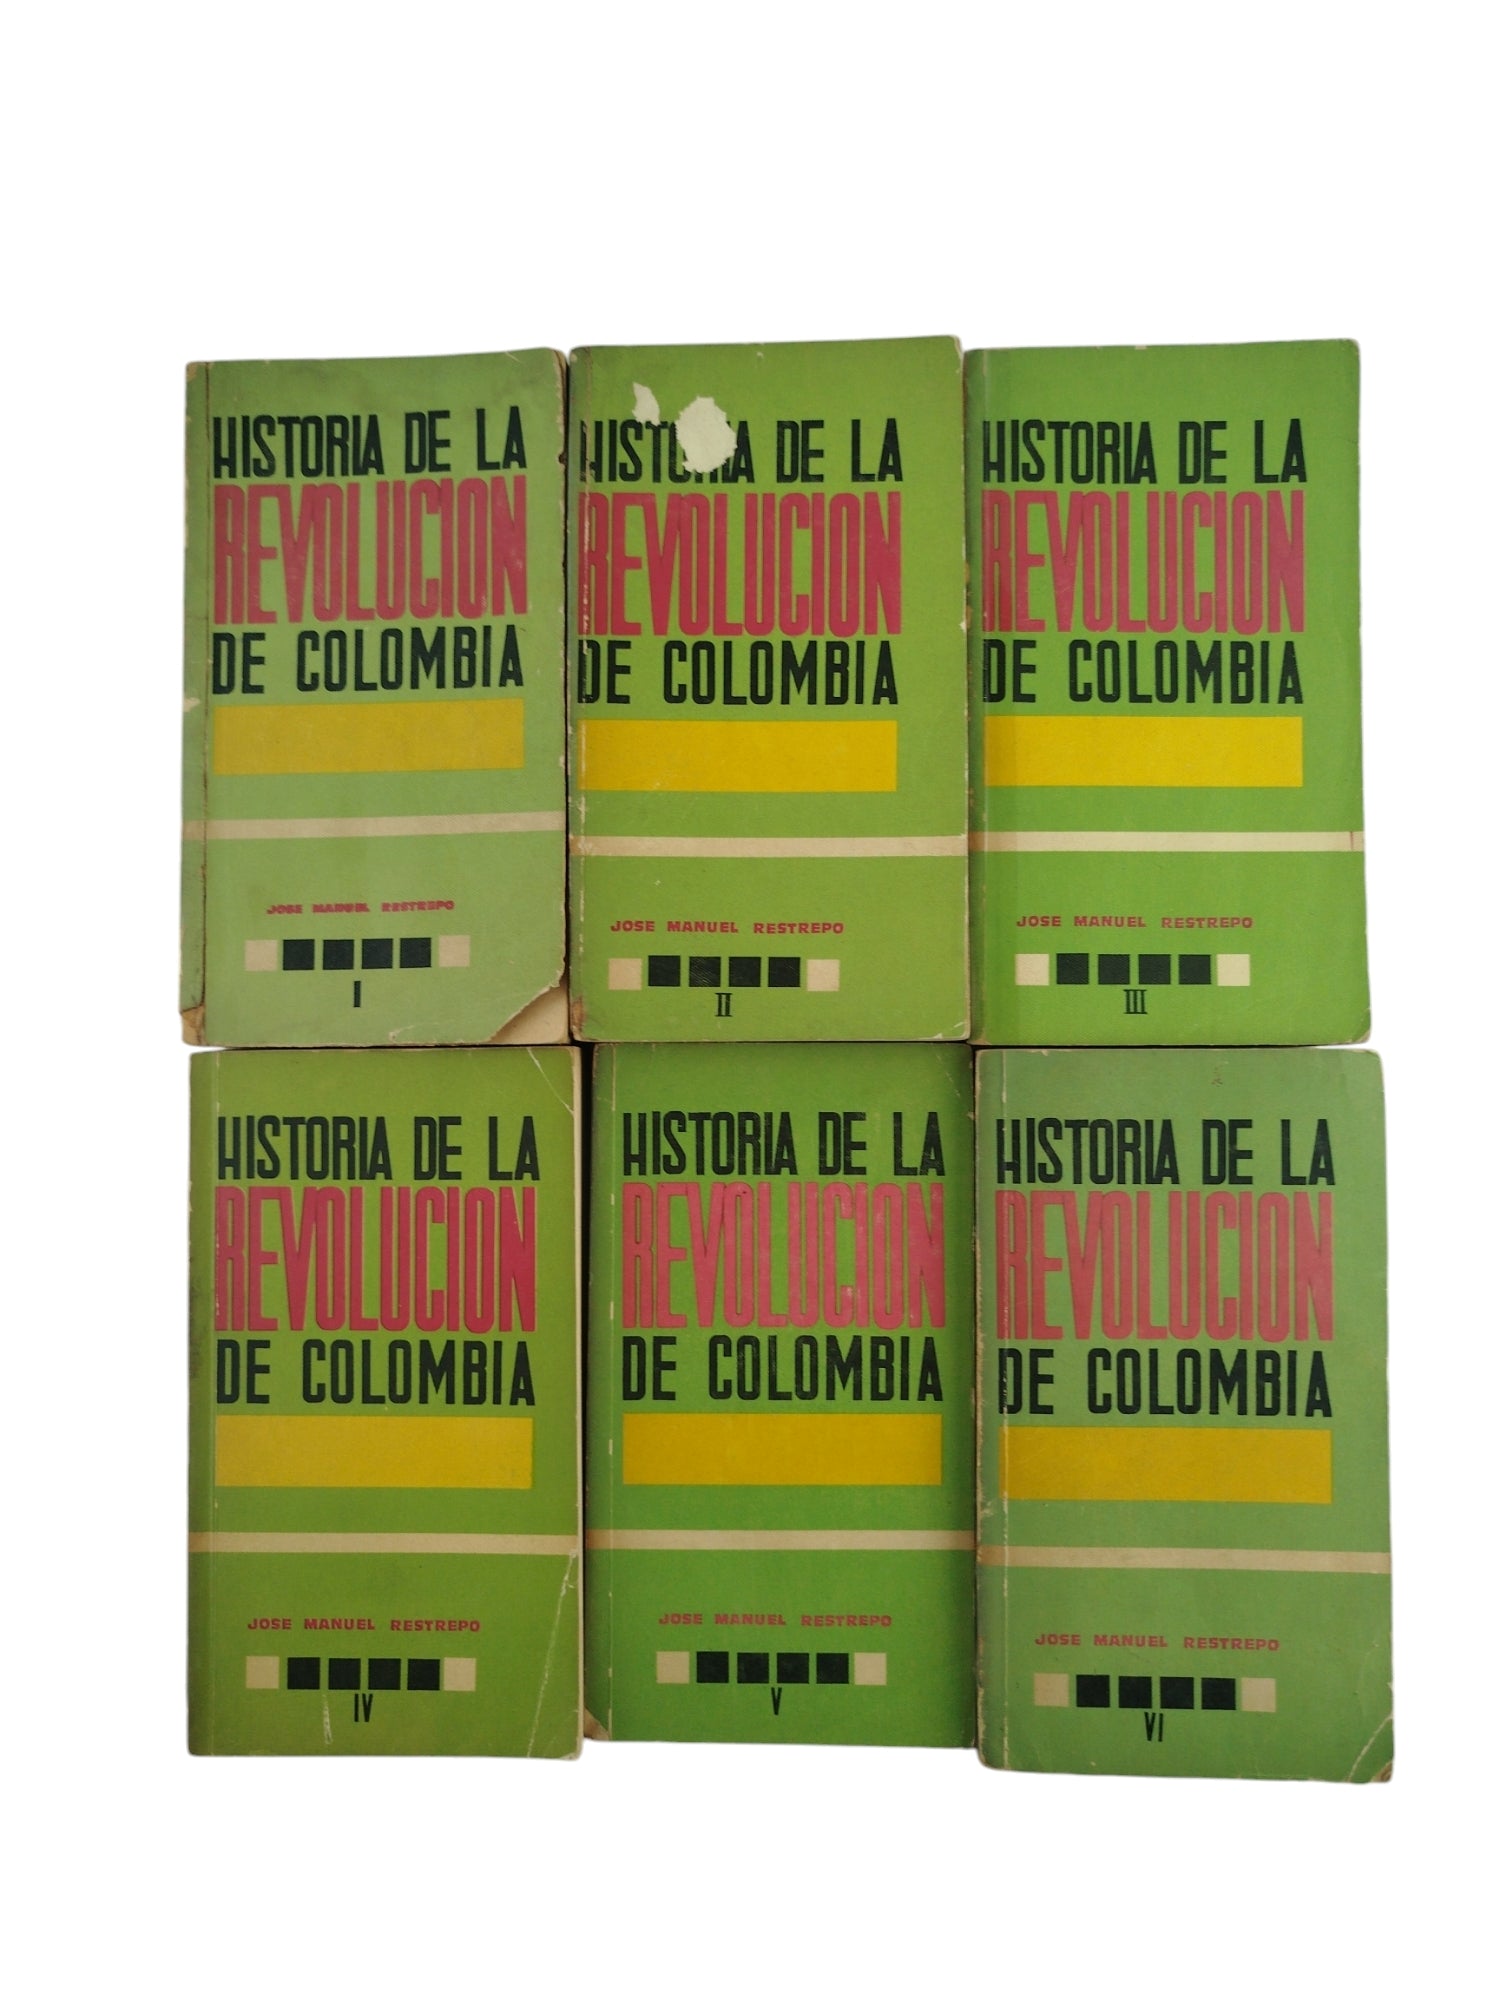 HISTORIA DE LA
REVOLUCION
DE COLOMBIA
JOSE MANUEL RESTREPO
I
HISTORIA DE LA
REVOLUCION
DE COLOMBIA
JOSE MANUEL RESTREPO
II
HISTORIA DE LA
REVOLUCION
DE COLOMBIA
JOSE MANUEL RESTREPO
III
HISTORIA DE LA
REVOLUCION
DE COLOMBIA
JOSE MANUEL RESTREPO
IV
HISTORIA DE LA
REVOLUCION
DE COLOMBIA
JOSE MANUEL RESTREPO
V
HISTORIA DE LA
REVOLUCION
DE COLOMBIA
JOSE MANUEL RESTREPO
VI